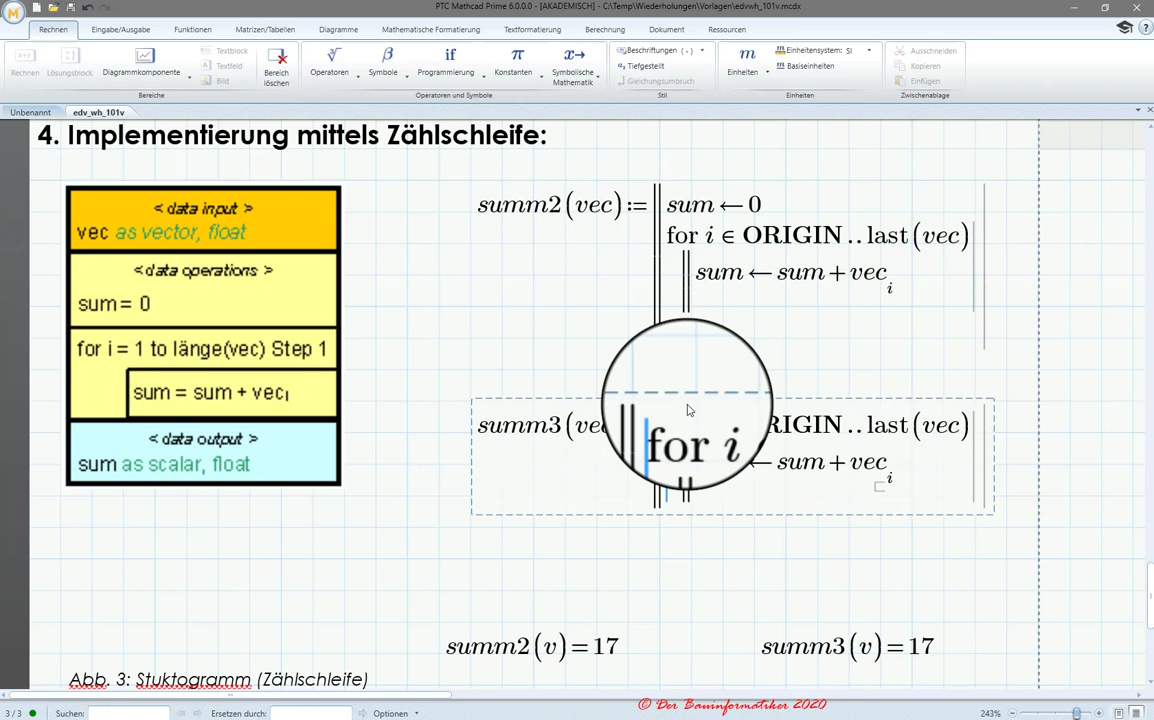 PTC Mathcad Prime 6.0.0.0 - [AKADEMISCH] - C:\Temp\Wiederholungen\Vorlagen\edvwh_101v.mcdx
Rechnen Eingabe/Ausgabe Funktionen Matrizen/Tabellen Diagramme Mathematische Formatierung Textformatierung Berechnung Dokument Ressourcen
Rechnen Lösungsblock Diagrammkomponente Textblock Textfeld Bild Bereich löschen
Operatoren Symbole Programmierung Konstanten Symbolische Mathematik
Beschriftungen ( - ) Tiefgestellt Gleichungsumbruch
Einheiten Einheitensystem: SI Basiseinheiten
Ausschneiden Kopieren Einfügen
Bereiche Operatoren und Symbole Stil Einheiten Zwischenablage
Unbenannt edv_wh_101v
4. Implementierung mittels Zählschleife:
< data input >
vec as vector, float
< data operations >
sum = 0
for i = 1 to länge(vec) Step 1
sum = sum + vecᵢ
< data output >
sum as scalar, float
summ2(vec):= sum ← 0
for i ∈ ORIGIN .. last(vec)
sum ← sum + vec i
summ3(vec
for i
RIGIN .. last(vec)
← sum + vec i
summ2(v) = 17 summ3(v) = 17
Abb. 3: Stuktogramm (Zählschleife)
© Der Bauinformatiker 2020
3 / 3 Suchen: Ersetzen durch: Optionen 243%